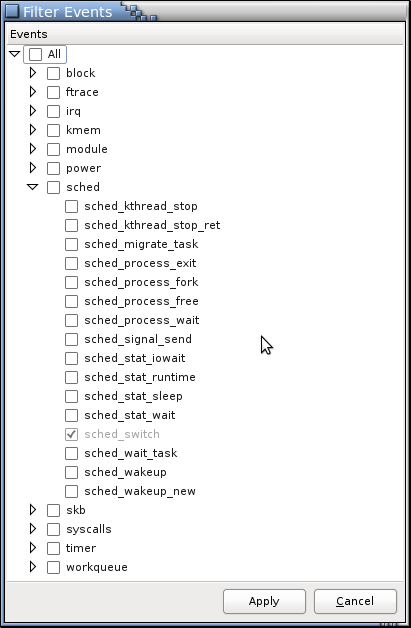 Filter Events
Events
All
block
ftrace
irq
kmem
module
power
sched
sched_kthread_stop
sched_kthread_stop_ret
sched_migrate_task
sched_process_exit
sched_process_fork
sched_process_free
sched_process_wait
sched_signal_send
sched_stat_iowait
sched_stat_runtime
sched_stat_sleep
sched_stat_wait
sched_switch
sched_wait_task
sched_wakeup
sched_wakeup_new
skb
syscalls
timer
workqueue
Apply Cancel